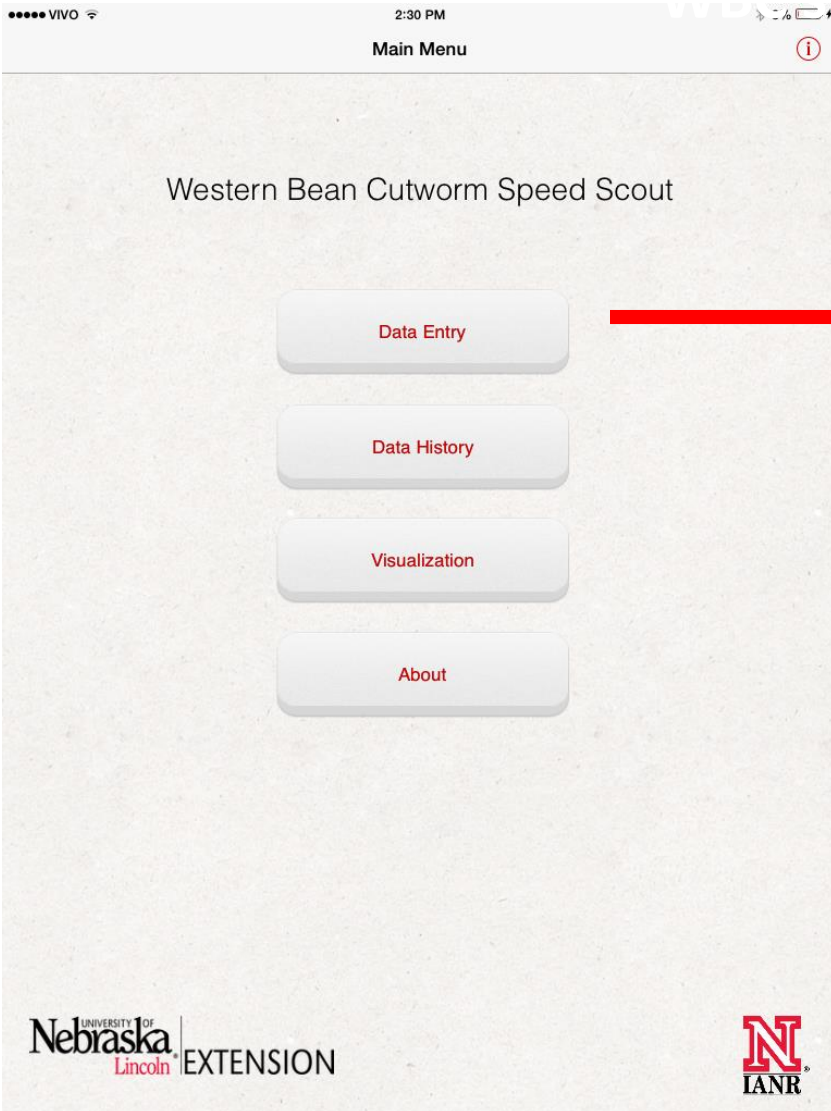 VIVO 2:30 PM
Main Menu
Western Bean Cutworm Speed Scout
Data Entry
Data History
Visualization
About
UNIVERSITY OF
Nebraska
Lincoln® EXTENSION
N
IANR®